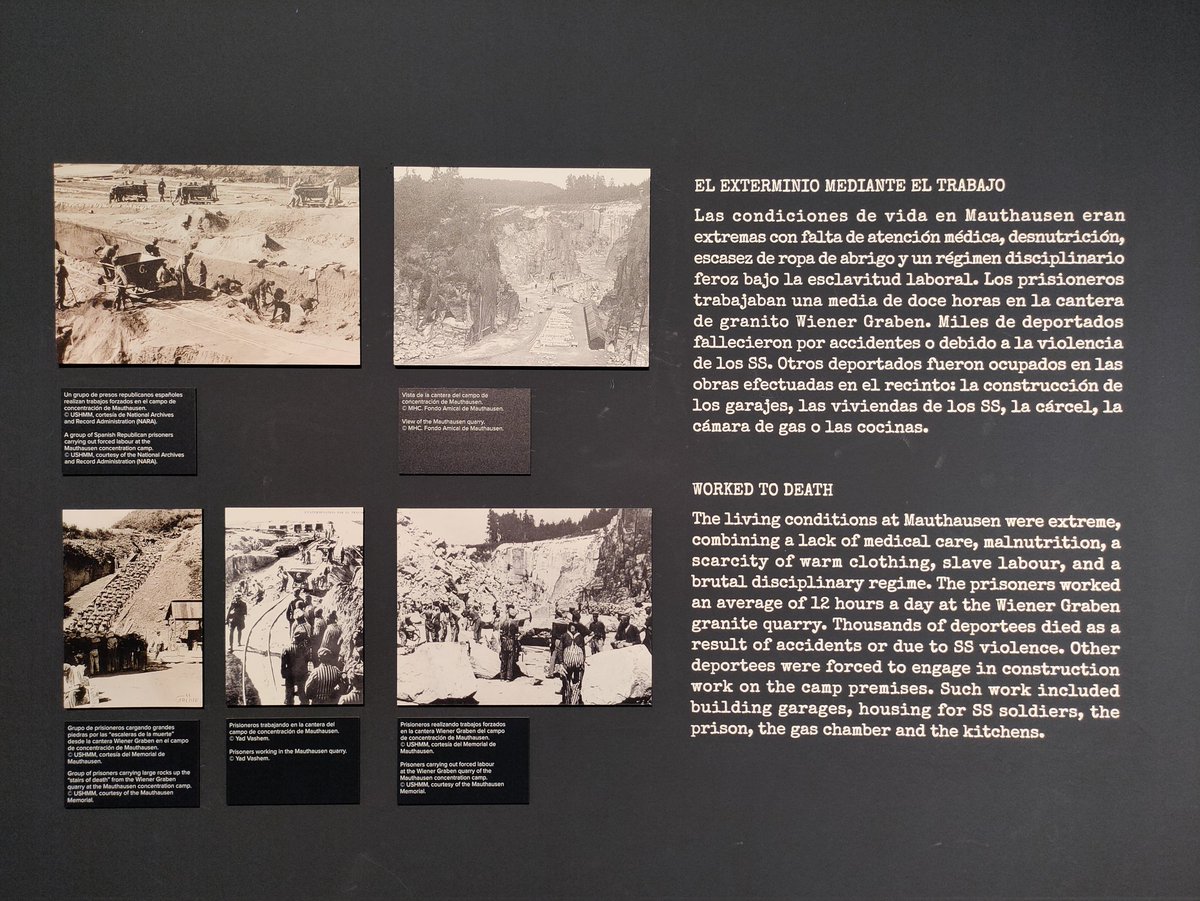 EL EXTERMINIO MEDIANTE EL TRABAJO
Las condiciones de vida en Mauthausen eran
extremas con falta de atención médica, desnutrición,
escasez de ropa de abrigo y un régimen disciplinario
feroz bajo la esclavitud laboral. Los prisioneros
trabajaban una media de doce horas en la cantera
de granito Wiener Graben. Miles de deportados
fallecieron por accidentes o debido a la violencia
de los SS. Otros deportados fueron ocupados en las
obras efectuadas en el recinto: la construcción de
los garajes, las viviendas de los SS, la cárcel, la
cámara de gas o las cocinas.
WORKED TO DEATH
The living conditions at Mauthausen were extreme,
combining a lack of medical care, malnutrition, a
scarcity of warm clothing, slave labour, and a
brutal disciplinary regime. The prisoners worked
an average of 12 hours a day at the Wiener Graben
granite quarry. Thousands of deportees died as a
result of accidents or due to SS violence. Other
deportees were forced to engage in construction
work on the camp premises. Such work included
building garages, housing for SS soldiers, the
prison, the gas chamber and the kitchens.
Un grupo de presos republicanos españoles
realizan trabajos forzados en el campo de
concentración de Mauthausen.
© USHMM, cortesía de National Archives
and Record Administration (NARA).
A group of Spanish Republican prisoners
carrying out forced labour at the
Mauthausen concentration camp.
© USHMM, courtesy of the National Archives
and Record Administration (NARA).
Vista de la cantera del campo de
concentración de Mauthausen.
© MHC. Fondo Amical de Mauthausen.
View of the Mauthausen quarry.
© MHC. Fondo Amical de Mauthausen.
Grupo de prisioneros cargando grandes
piedras por las "escaleras de la muerte"
desde la cantera Wiener Graben en el campo
de concentración de Mauthausen.
© USHMM, cortesía del Memorial de
Mauthausen.
Group of prisoners carrying large rocks up the
"stairs of death" from the Wiener Graben
quarry at the Mauthausen concentration camp.
© USHMM, courtesy of the Mauthausen
Memorial.
Prisioneros trabajando en la cantera del
campo de concentración de Mauthausen.
© Yad Vashem.
Prisoners working in the Mauthausen quarry.
© Yad Vashem.
Prisioneros realizando trabajos forzados
en la cantera Wiener Graben del campo
de concentración de Mauthausen.
© USHMM, cortesía del Memorial de
Mauthausen.
Prisoners carrying out forced labour
at the Wiener Graben quarry of the
Mauthausen concentration camp.
© USHMM, courtesy of the Mauthausen
Memorial.